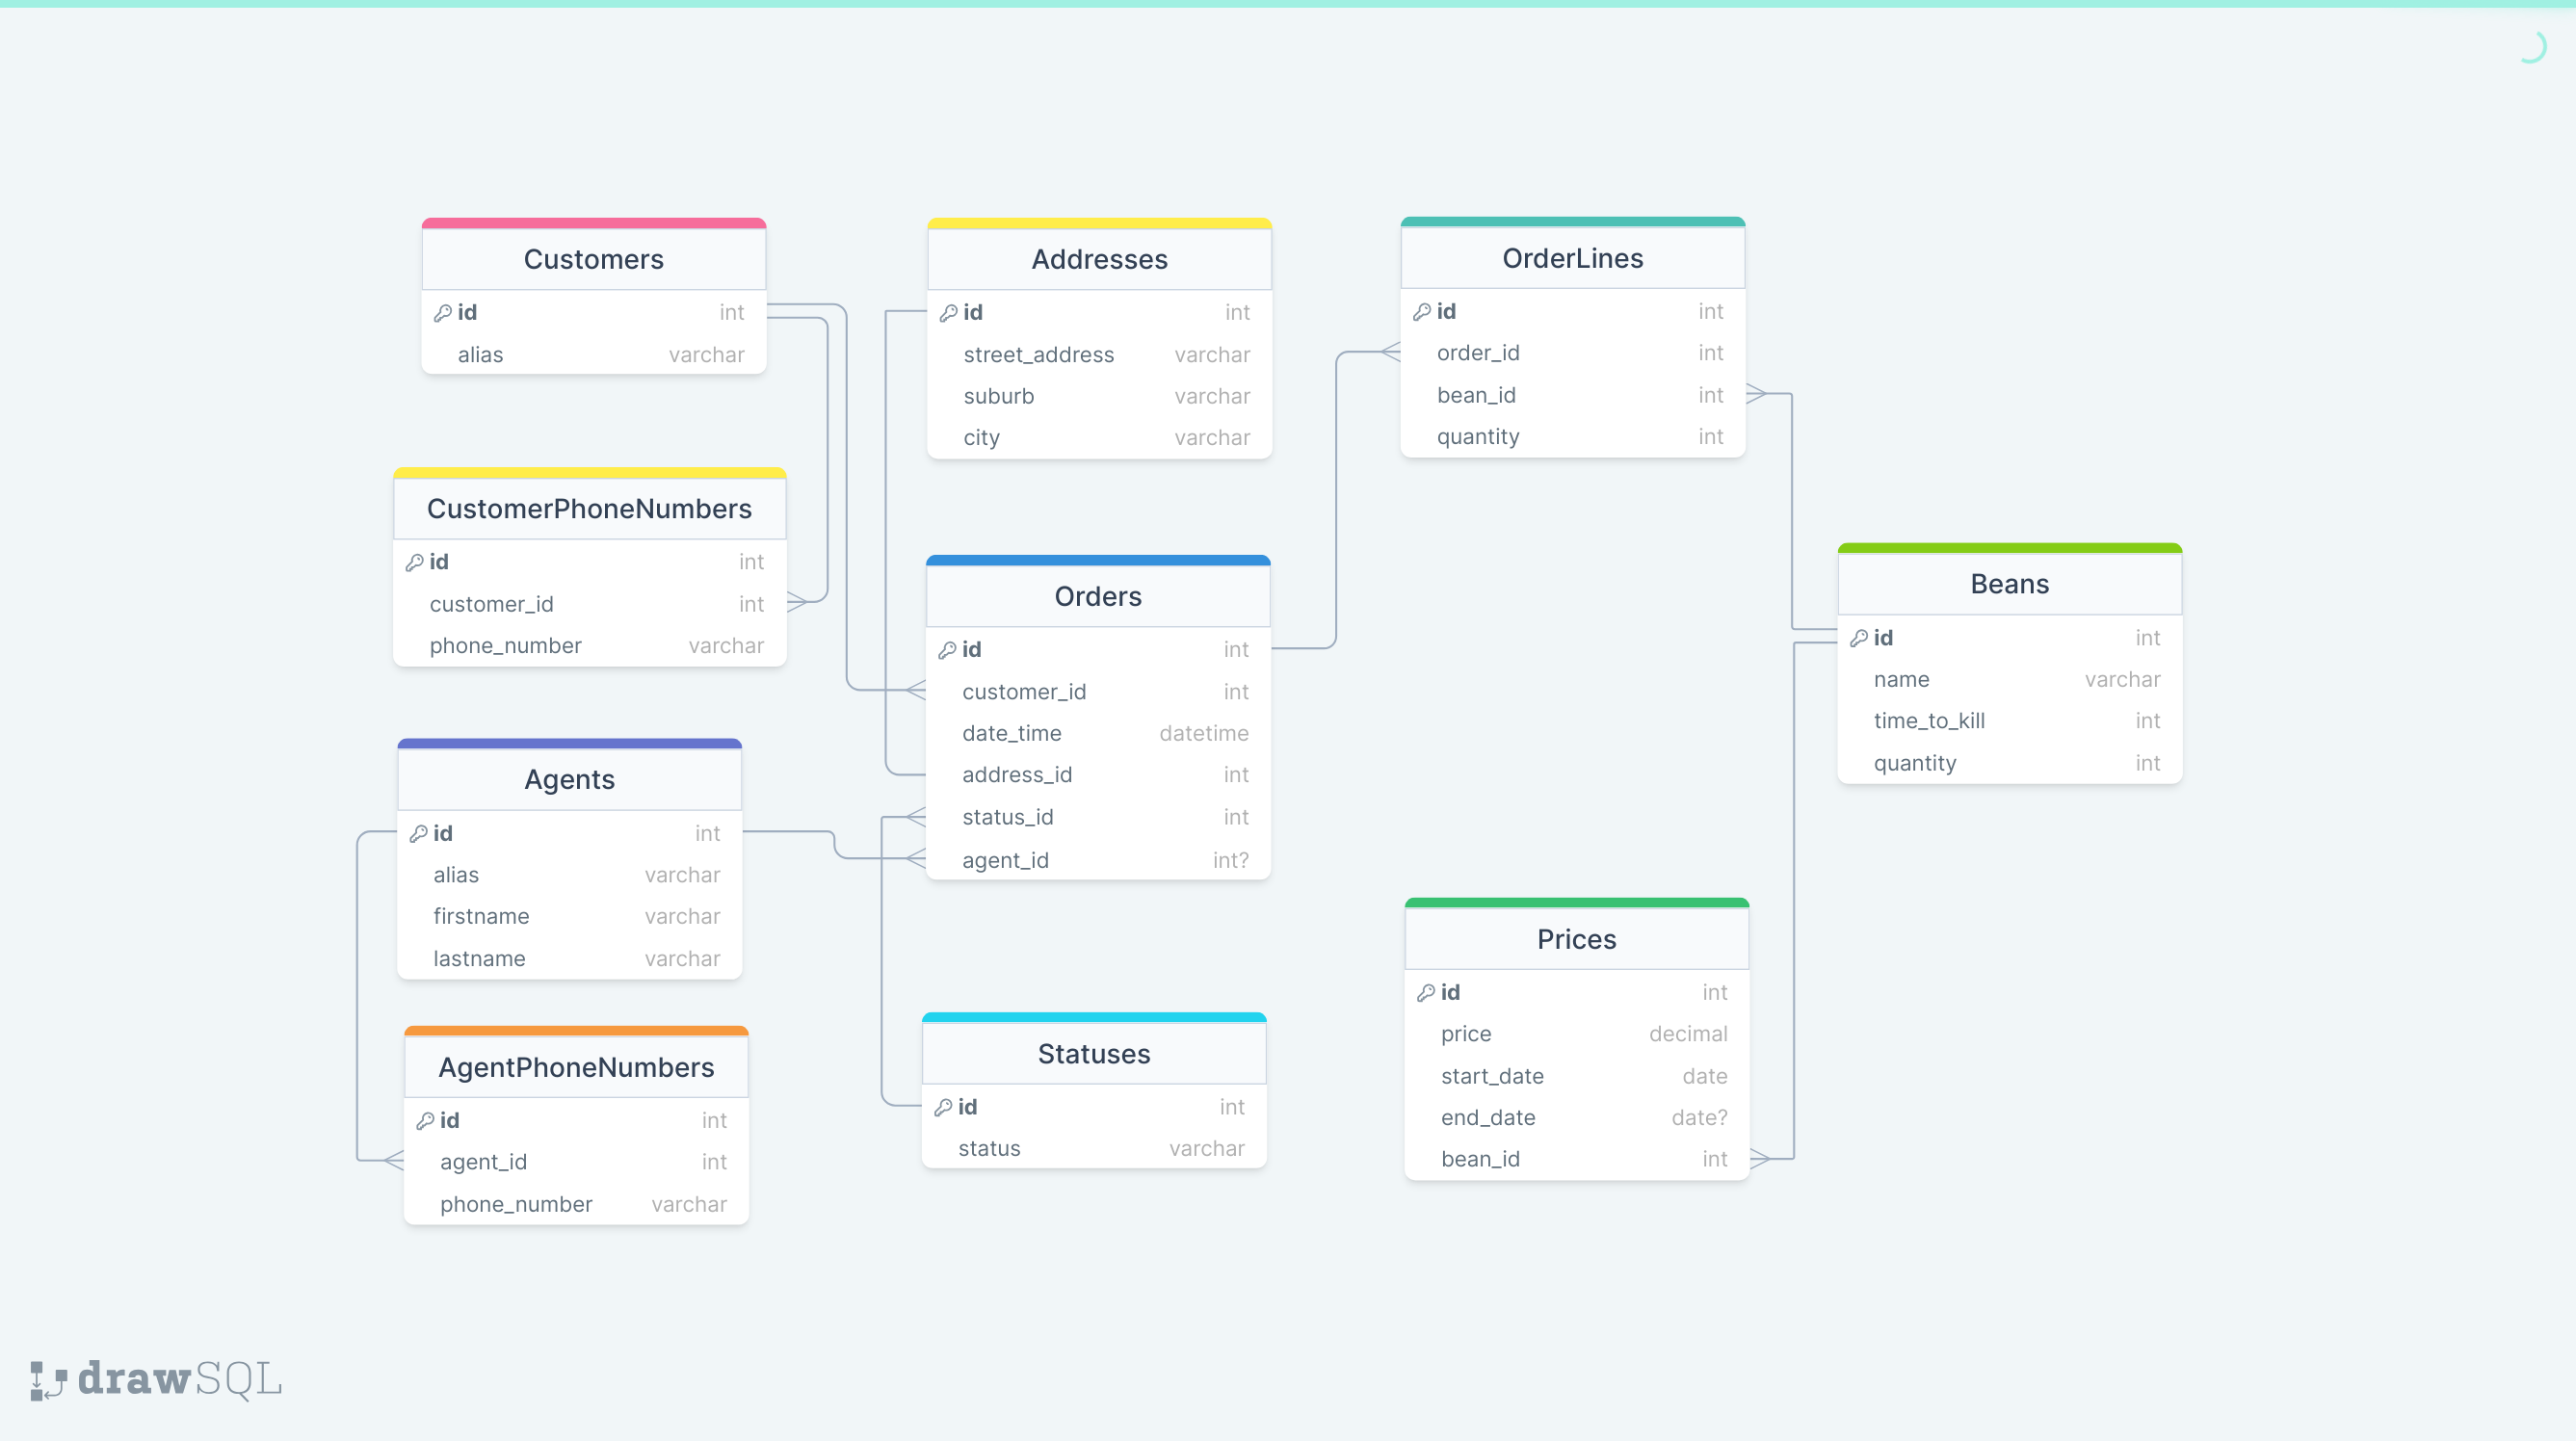 Customers
id int
alias varchar
CustomerPhoneNumbers
id int
customer_id int
phone_number varchar
Agents
id int
alias varchar
firstname varchar
lastname varchar
AgentPhoneNumbers
id int
agent_id int
phone_number varchar
Addresses
id int
street_address varchar
suburb varchar
city varchar
Orders
id int
customer_id int
date_time datetime
address_id int
status_id int
agent_id int?
Statuses
id int
status varchar
OrderLines
id int
order_id int
bean_id int
quantity int
Prices
id int
price decimal
start_date date
end_date date?
bean_id int
Beans
id int
name varchar
time_to_kill int
quantity int
drawSQL